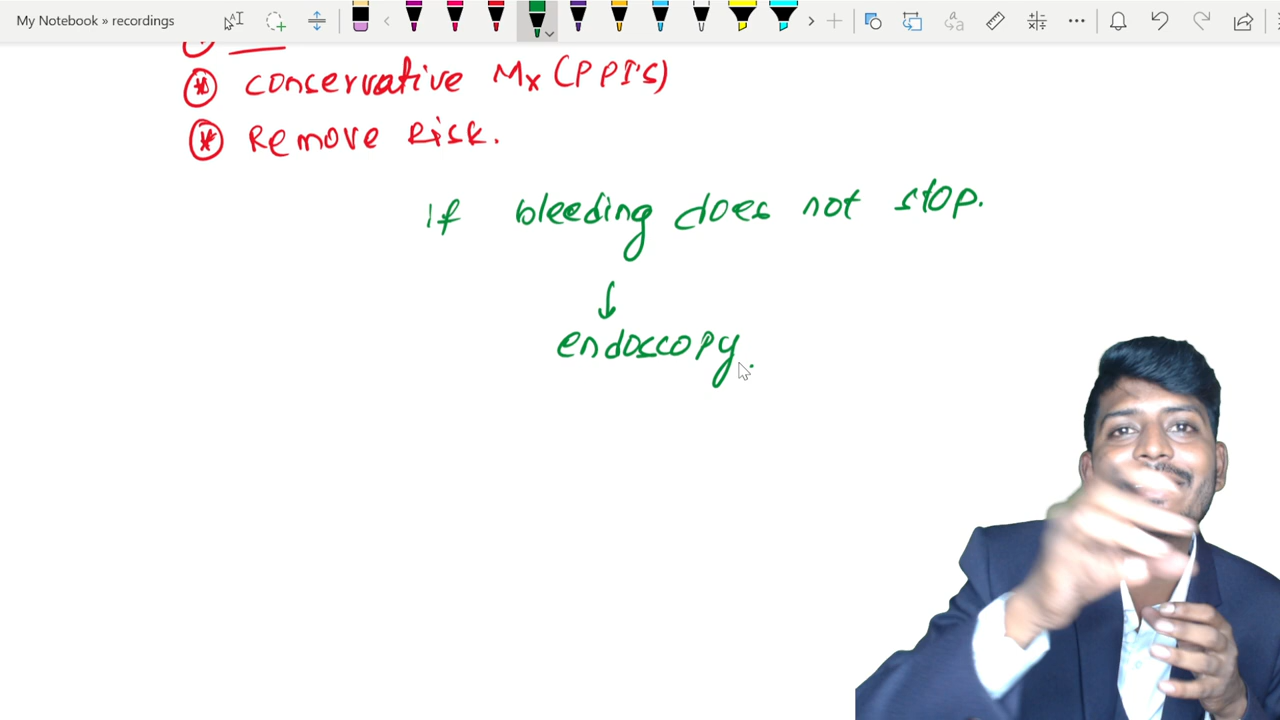 My Notebook » recordings
conservative Mx (PPI's)
Remove Risk.
If bleeding does not stop.
↓
endoscopy.